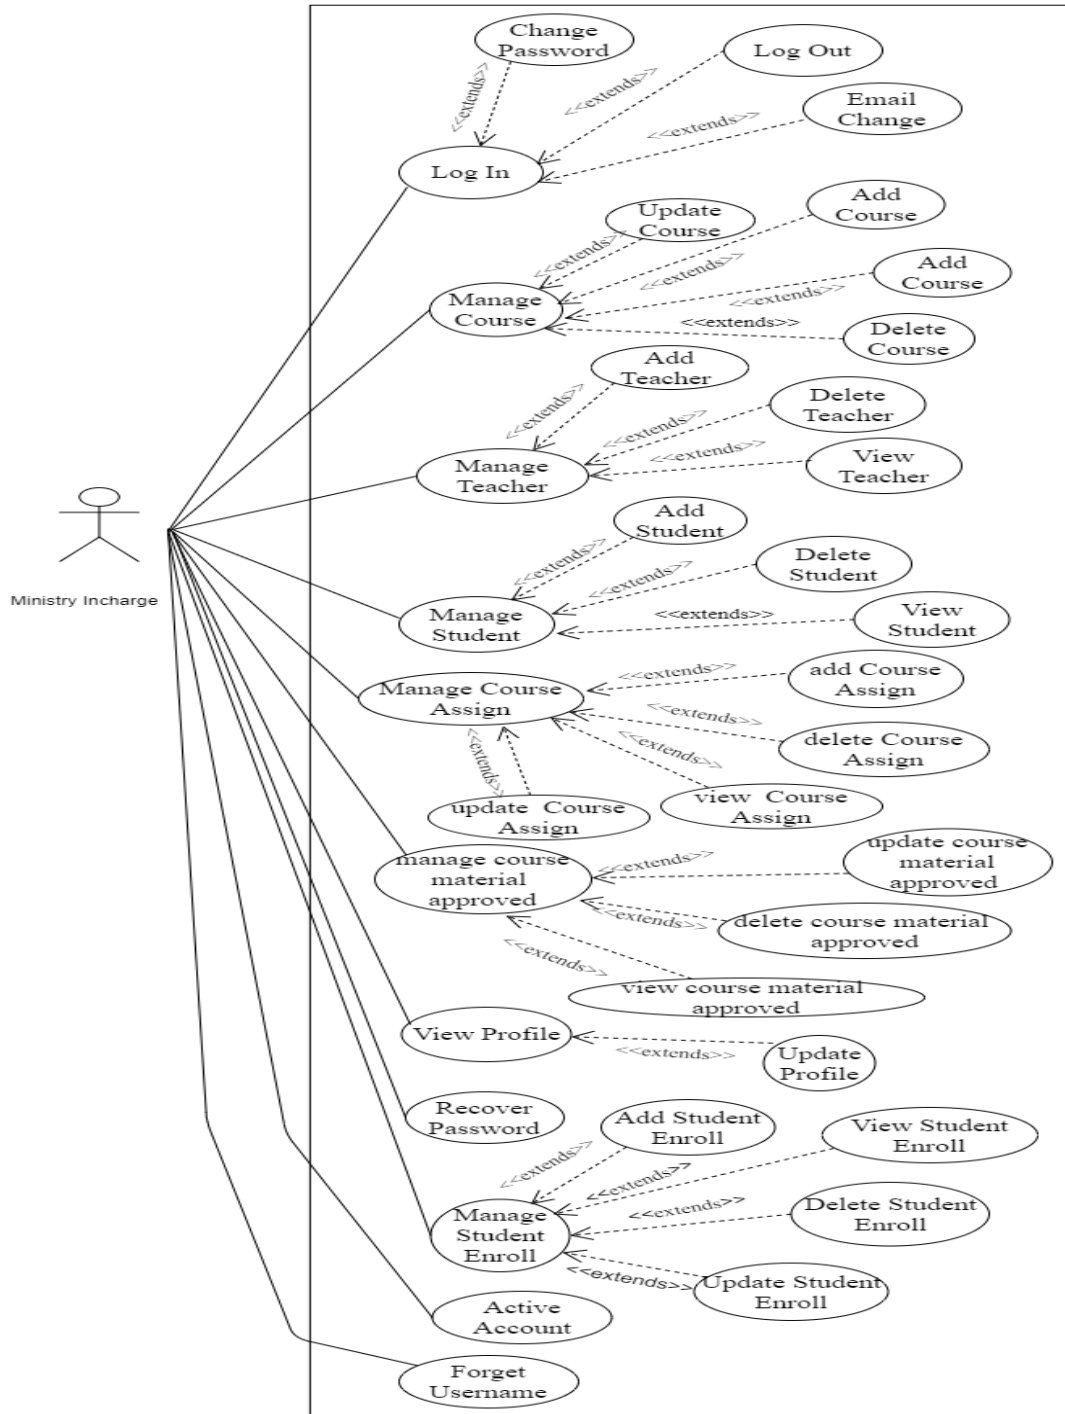 Change
Password
Log Out
<<extends>>
<<extends>>
Email
Change
<<extends>>
Log In
Update
Course
Add
Course
<<extends>>
<<extends>>
Add
Course
Manage
Course
<<extends>>
<<extends>>
Delete
Course
Add
Teacher
<<extends>>
Delete
Teacher
<<extends>>
Manage
Teacher
<<extends>>
View
Teacher
Add
Student
<<extends>>
Delete
Student
<<extends>>
Ministry Incharge
Manage
Student
<<extends>>
View
Student
Manage Course
Assign
<<extends>>
add Course
Assign
<<extends>>
delete Course
Assign
<<extends>>
<<extends>>
update Course
Assign
view Course
Assign
manage course
material
approved
<<extends>>
update course
material
approved
<<extends>>
delete course material
approved
<<extends>>
view course material
approved
View Profile
<<extends>>
Update
Profile
Recover
Password
Add Student
Enroll
View Student
Enroll
<<extends>>
<<extends>>
Manage
Student
Enroll
<<extends>>
Delete Student
Enroll
<<extends>>
Update Student
Enroll
Active
Account
Forget
Username